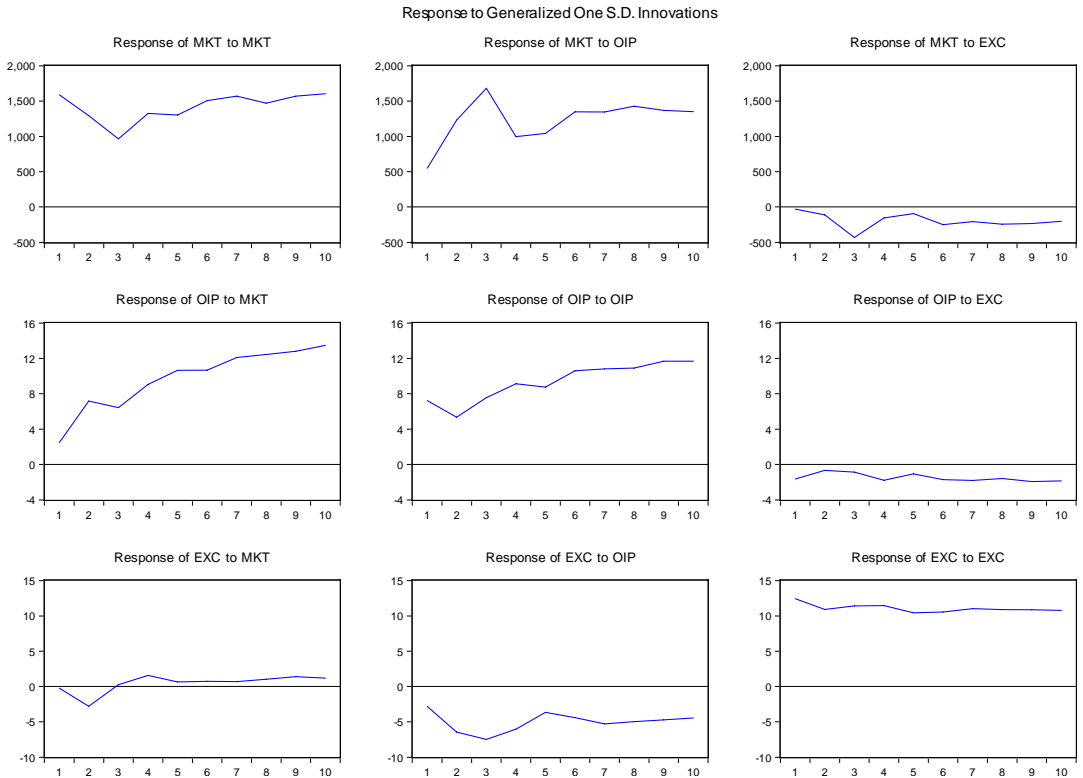 Response to Generalized One S.D. Innovations
Response of MKT to MKT
2,000
1,500
1,000
500
0
-500
1 2 3 4 5 6 7 8 9 10
Response of MKT to OIP
2,000
1,500
1,000
500
0
-500
1 2 3 4 5 6 7 8 9 10
Response of MKT to EXC
2,000
1,500
1,000
500
0
-500
1 2 3 4 5 6 7 8 9 10
Response of OIP to MKT
16
12
8
4
0
-4
1 2 3 4 5 6 7 8 9 10
Response of OIP to OIP
16
12
8
4
0
-4
1 2 3 4 5 6 7 8 9 10
Response of OIP to EXC
16
12
8
4
0
-4
1 2 3 4 5 6 7 8 9 10
Response of EXC to MKT
15
10
5
0
-5
-10
1 2 3 4 5 6 7 8 9 10
Response of EXC to OIP
15
10
5
0
-5
-10
1 2 3 4 5 6 7 8 9 10
Response of EXC to EXC
15
10
5
0
-5
-10
1 2 3 4 5 6 7 8 9 10